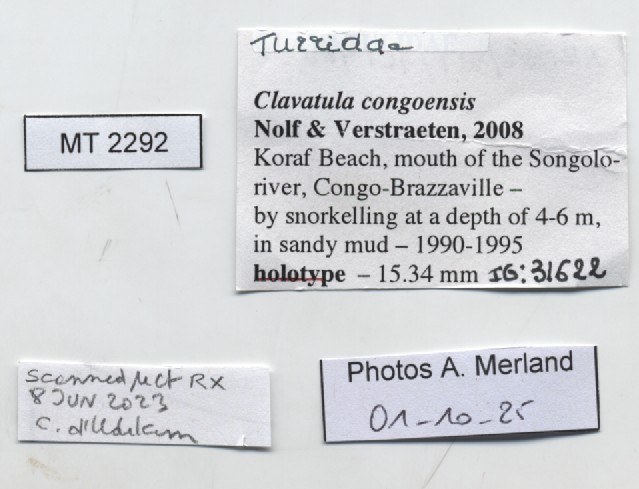 Turridae
Clavatula congoensis
Nolf & Verstraeten, 2008
Koraf Beach, mouth of the Songolo-
river, Congo-Brazzaville –
by snorkelling at a depth of 4-6 m,
in sandy mud – 1990-1995
holotype – 15.34 mm IG: 31622
MT 2292
scanned µCT RX
8 JUN 2023
C.
Photos A. Merland
01-10-25